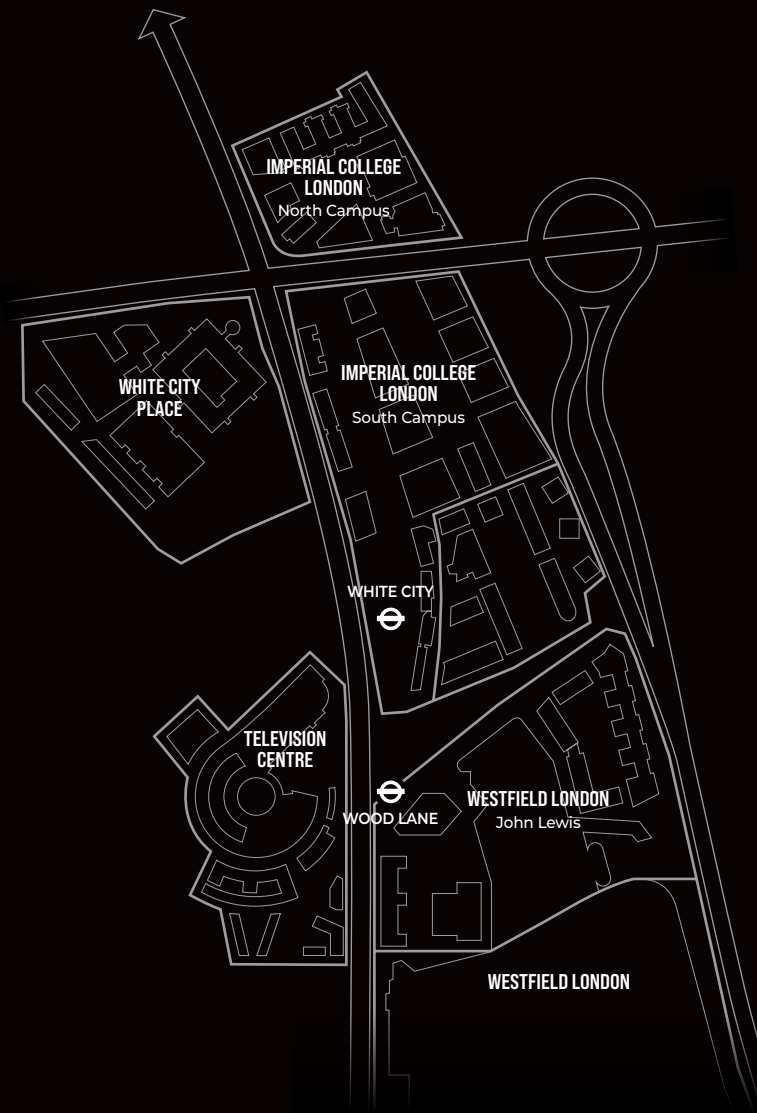 IMPERIAL COLLEGE
LONDON
North Campus
IMPERIAL COLLEGE
LONDON
South Campus
WHITE CITY
PLACE
WHITE CITY
TELEVISION
CENTRE
WOOD LANE
WESTFIELD LONDON
John Lewis
WESTFIELD LONDON